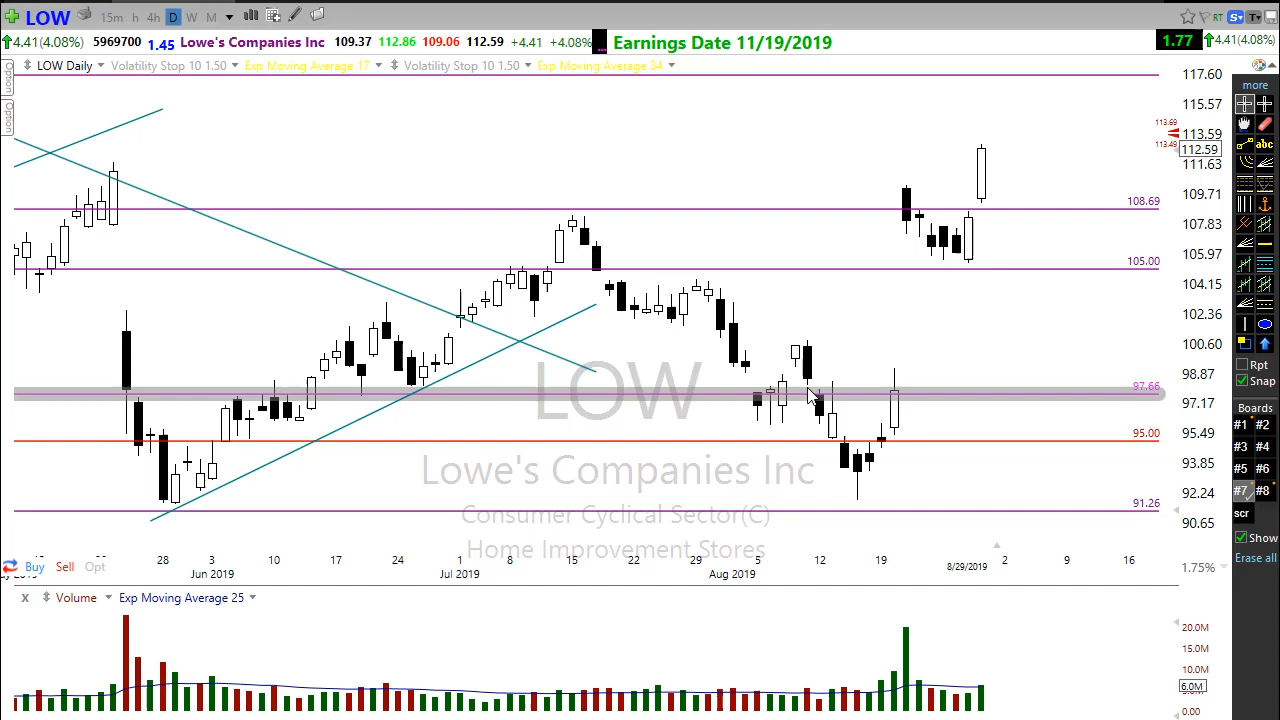 LOW 15m h 4h D W M RT S T
4.41(4.08%) 5969700 1.45 Lowe's Companies Inc 109.37 112.86 109.06 112.59 +4.41 +4.08% Earnings Date 11/19/2019 1.77 4.41(4.08%)
LOW Daily Volatility Stop 10 1.50 Exp Moving Average 17 Volatility Stop 10 1.50 Exp Moving Average 34
Option
Option
117.60
115.57
113.69
113.59
113.49
112.59
111.63
109.71
108.69
107.83
105.97
105.00
104.15
102.36
100.60
98.87
97.66
97.17
95.49
95.00
93.85
92.24
91.26
90.65
more
abc
Rpt
Snap
Boards
#1 #2
#3 #4
#5 #6
#7 #8
scr
Show
Erase all
LOW
Lowe's Companies Inc
Consumer Cyclical Sector(C)
Home Improvement Stores
28 3 10 17 24 1 8 15 22 29 5 12 19 8/29/2019 2 9 16
Buy Sell Opt 1.75%
2019 Jun 2019 Jul 2019 Aug 2019
x Volume Exp Moving Average 25
20.0M
15.0M
10.0M
6.0M
0.00